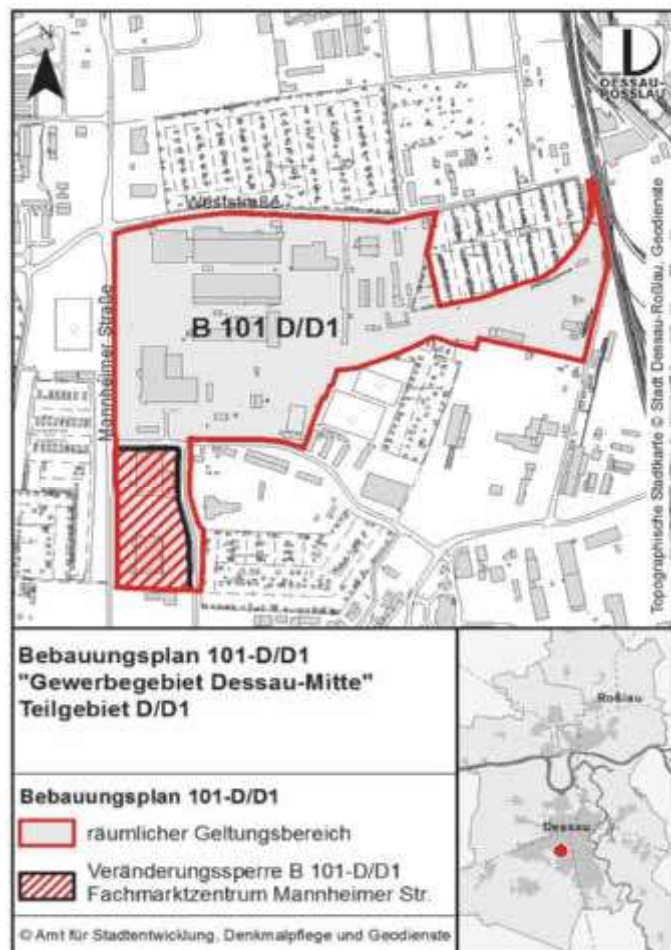 N
DESSAU-
ROSSLAU
Weststraße
B 101 D/D1
Mannheimer Straße
Topographische Stadtkarte © Stadt Dessau-Roßlau, Geodienste
Bebauungsplan 101-D/D1
"Gewerbegebiet Dessau-Mitte"
Teilgebiet D/D1
Roßlau
Dessau
Bebauungsplan 101-D/D1
räumlicher Geltungsbereich
Veränderungssperre B 101-D/D1
Fachmarktzentrum Mannheimer Str.
© Amt für Stadtentwicklung, Denkmalpflege und Geodienste